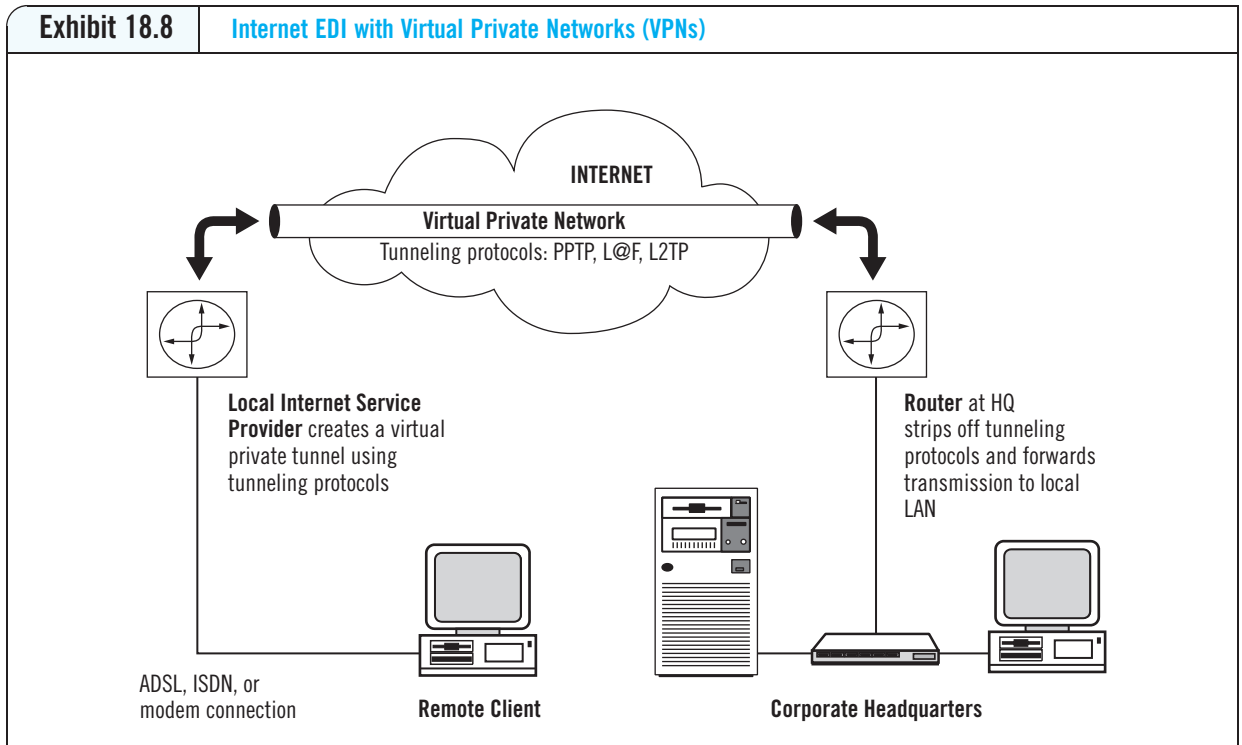 Exhibit 18.8
Internet EDI with Virtual Private Networks (VPNs)
INTERNET
Virtual Private Network
Tunneling protocols: PPTP, L@F, L2TP
Local Internet Service
Provider creates a virtual
private tunnel using
tunneling protocols
Router at HQ
strips off tunneling
protocols and forwards
transmission to local
LAN
ADSL, ISDN, or
modem connection
Remote Client
Corporate Headquarters